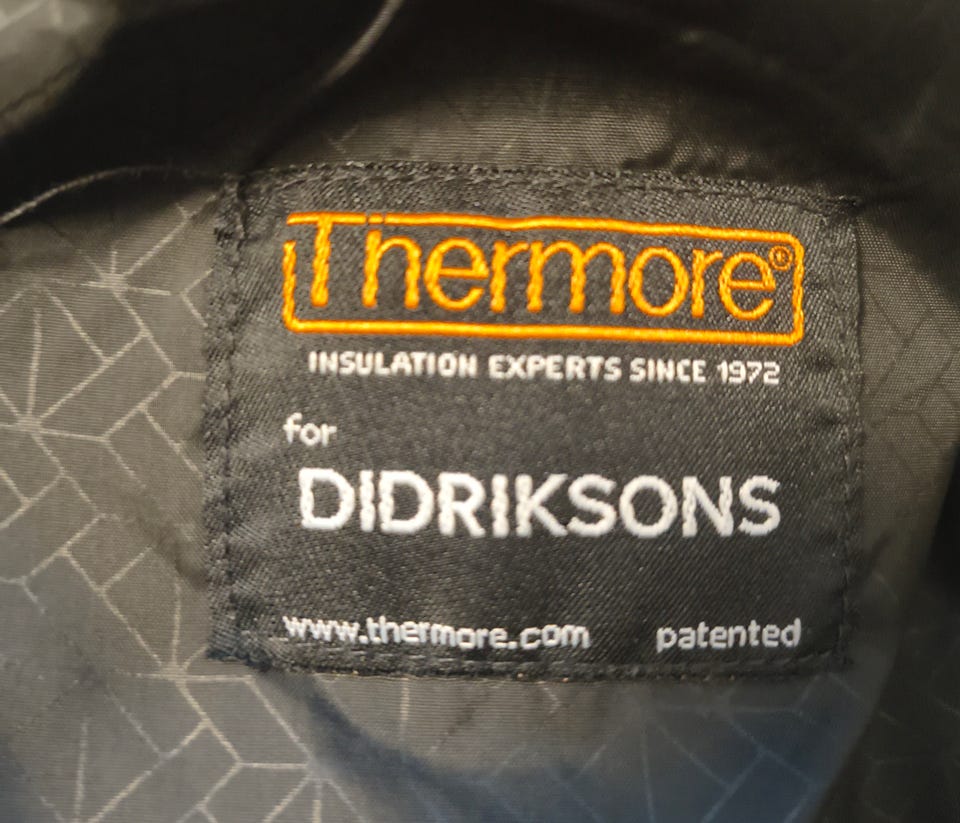 Thermore®
INSULATION EXPERTS SINCE 1972
for
DIDRIKSONS
www.thermore.com patented